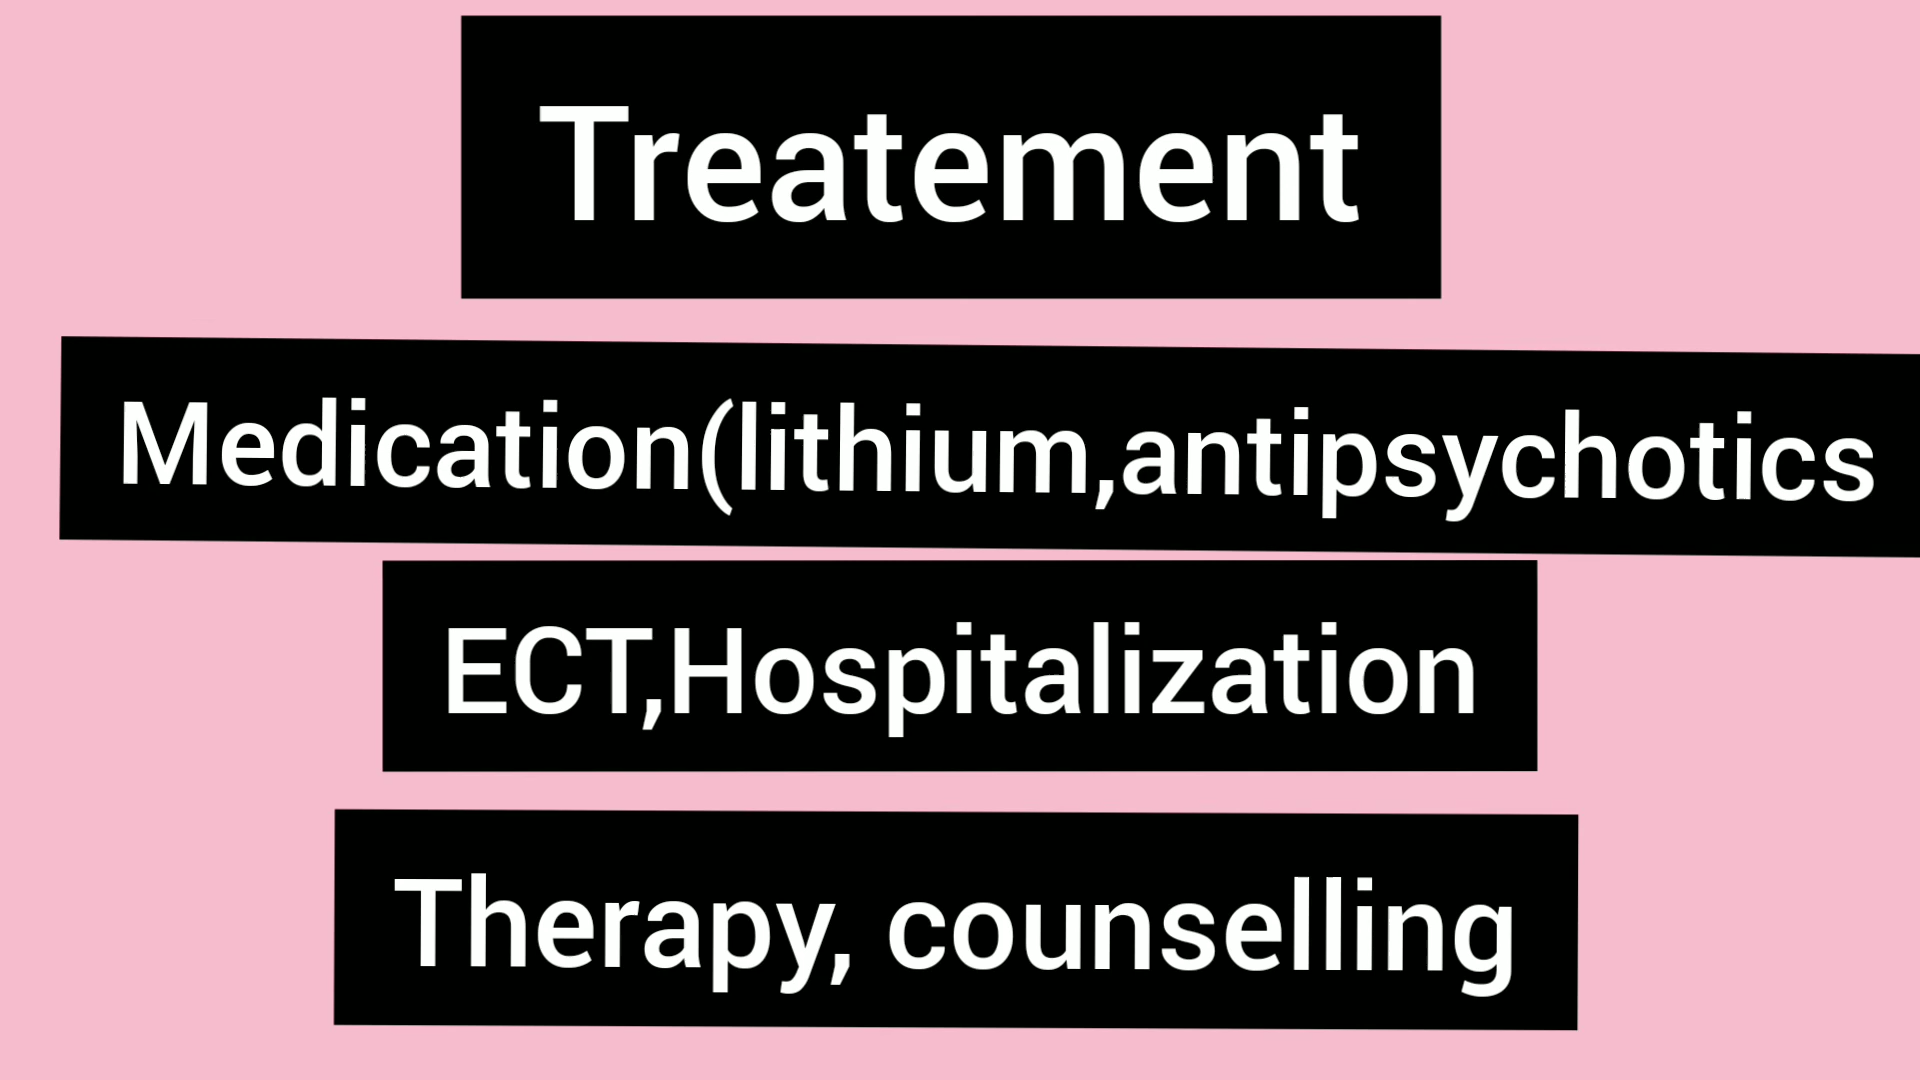 Treatement
Medication(lithium,antipsychotics
ECT,Hospitalization
Therapy, counselling